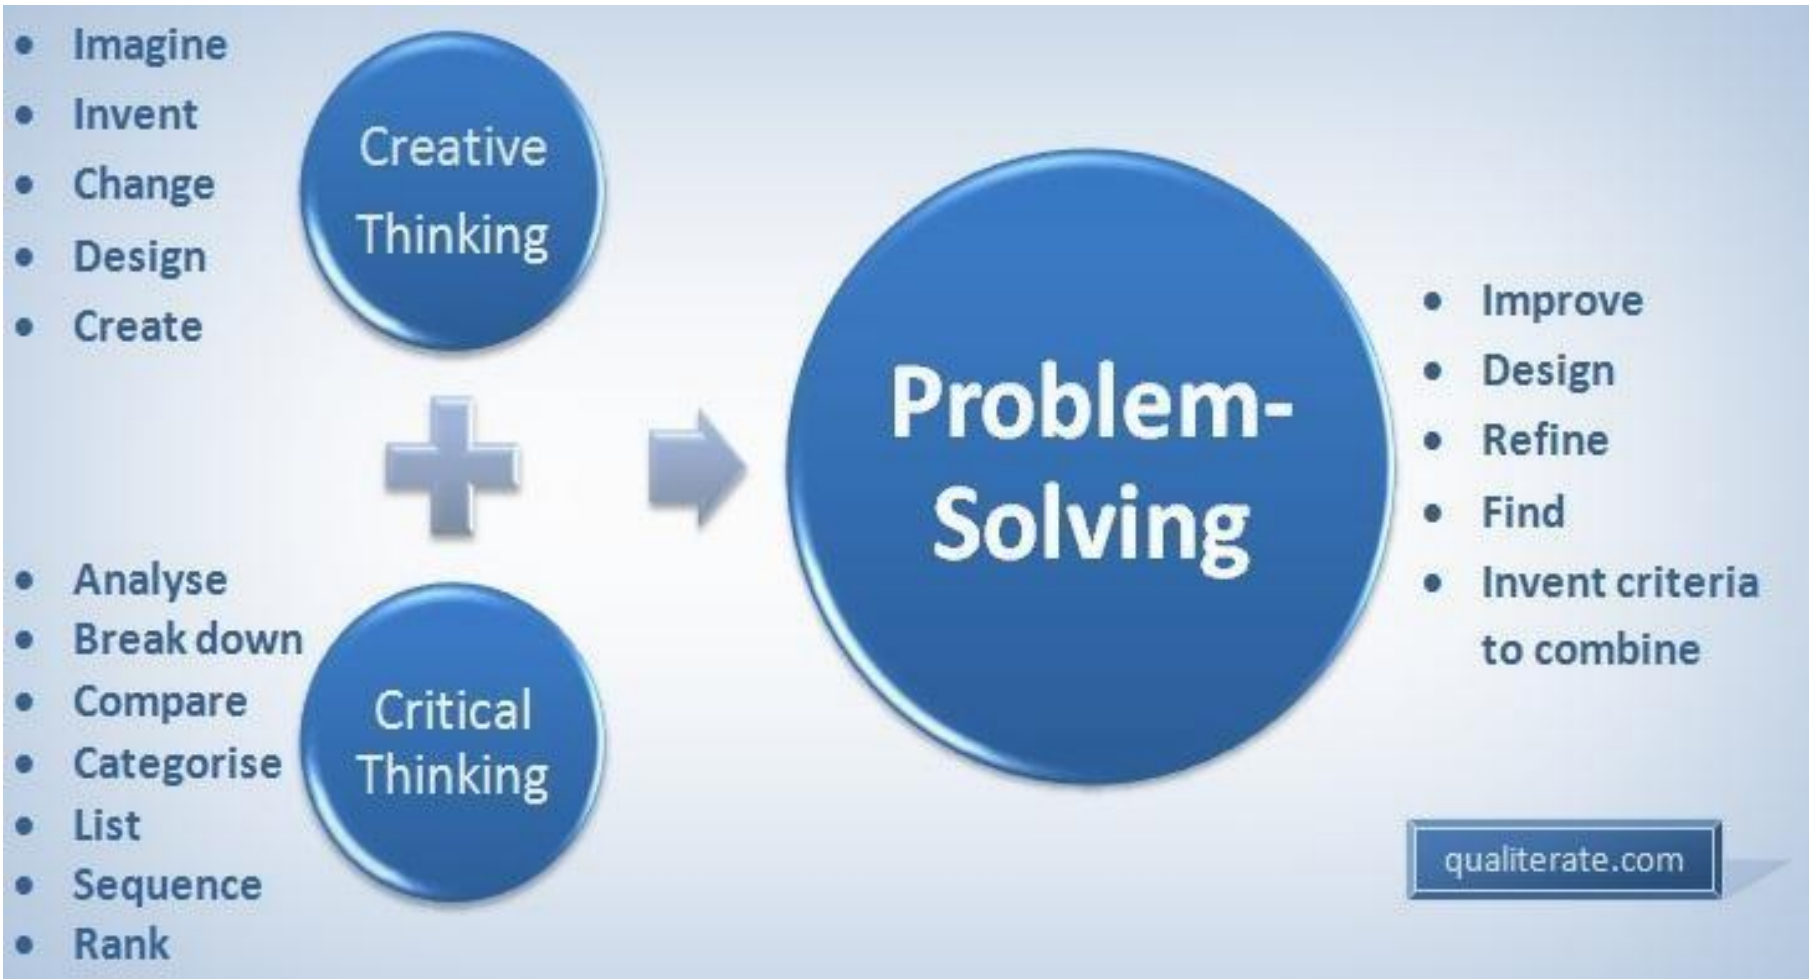 Imagine
Invent
Change
Design
Create
Creative
Thinking
Analyse
Break down
Compare
Categorise
List
Sequence
Rank
Critical
Thinking
Problem-
Solving
Improve
Design
Refine
Find
Invent criteria
to combine
qualiterate.com